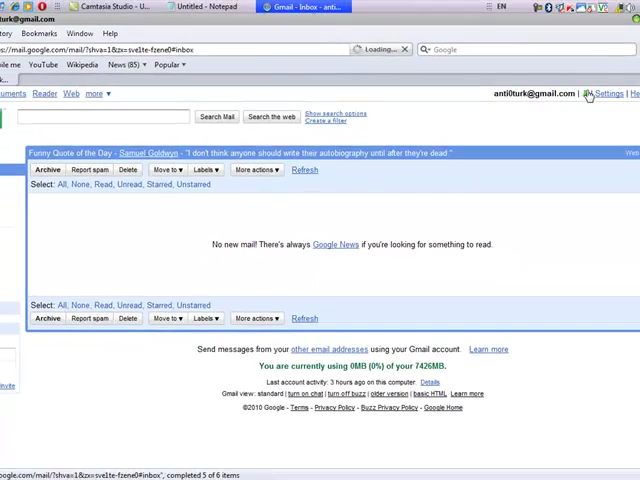 Camtasia Studio - U... Untitled - Notepad Gmail - Inbox - anti... EN
0turk@gmail.com
tory Bookmarks Window Help
s://mail.google.com/mail/?shva=1&zx=sve1te-fzene0#inbox Loading... Google
ple me YouTube Wikipedia News (85) Popular
uments Reader Web more anti0turk@gmail.com | Settings | He
Search Mail Search the web Show search options
Create a filter
Funny Quote of the Day - Samuel Goldwyn - "I don't think anyone should write their autobiography until after they're dead." Web
Archive Report spam Delete Move to Labels More actions Refresh
Select: All, None, Read, Unread, Starred, Unstarred
No new mail! There's always Google News if you're looking for something to read.
Select: All, None, Read, Unread, Starred, Unstarred
Archive Report spam Delete Move to Labels More actions Refresh
Send messages from your other email addresses using your Gmail account. Learn more
You are currently using 0MB (0%) of your 7426MB.
Last account activity: 3 hours ago on this computer. Details
nvite Gmail view: standard | turn on chat | turn off buzz | older version | basic HTML Learn more
©2010 Google - Terms - Privacy Policy - Buzz Privacy Policy - Google Home
oogle.com/mail/?shva=1&zx=sve1te-fzene0#inbox", completed 5 of 6 items